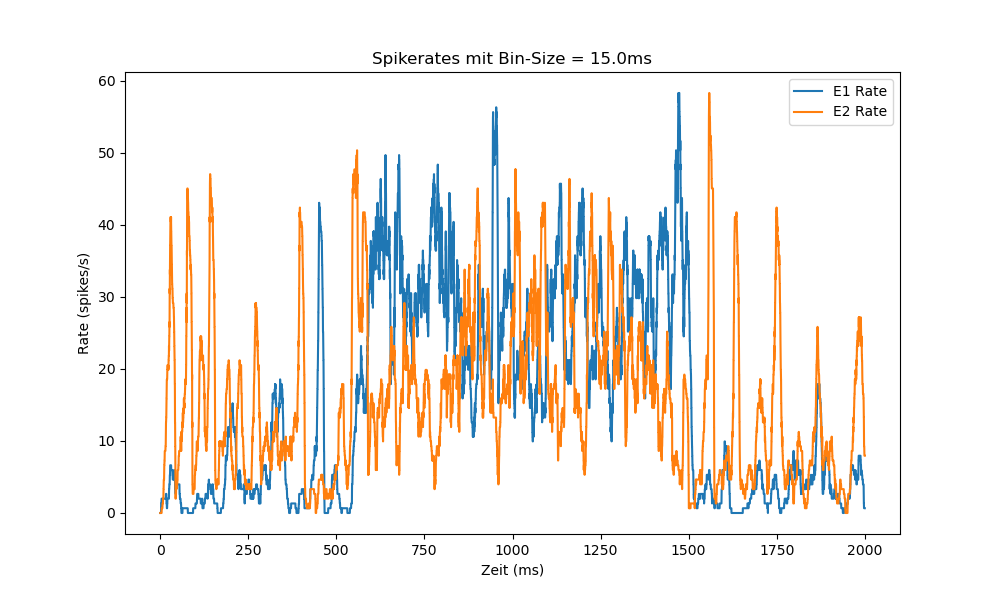 Spikerates mit Bin-Size = 15.0ms
E1 Rate
E2 Rate
60
50
40
30
20
10
0
Rate (spikes/s)
0 250 500 750 1000 1250 1500 1750 2000
Zeit (ms)